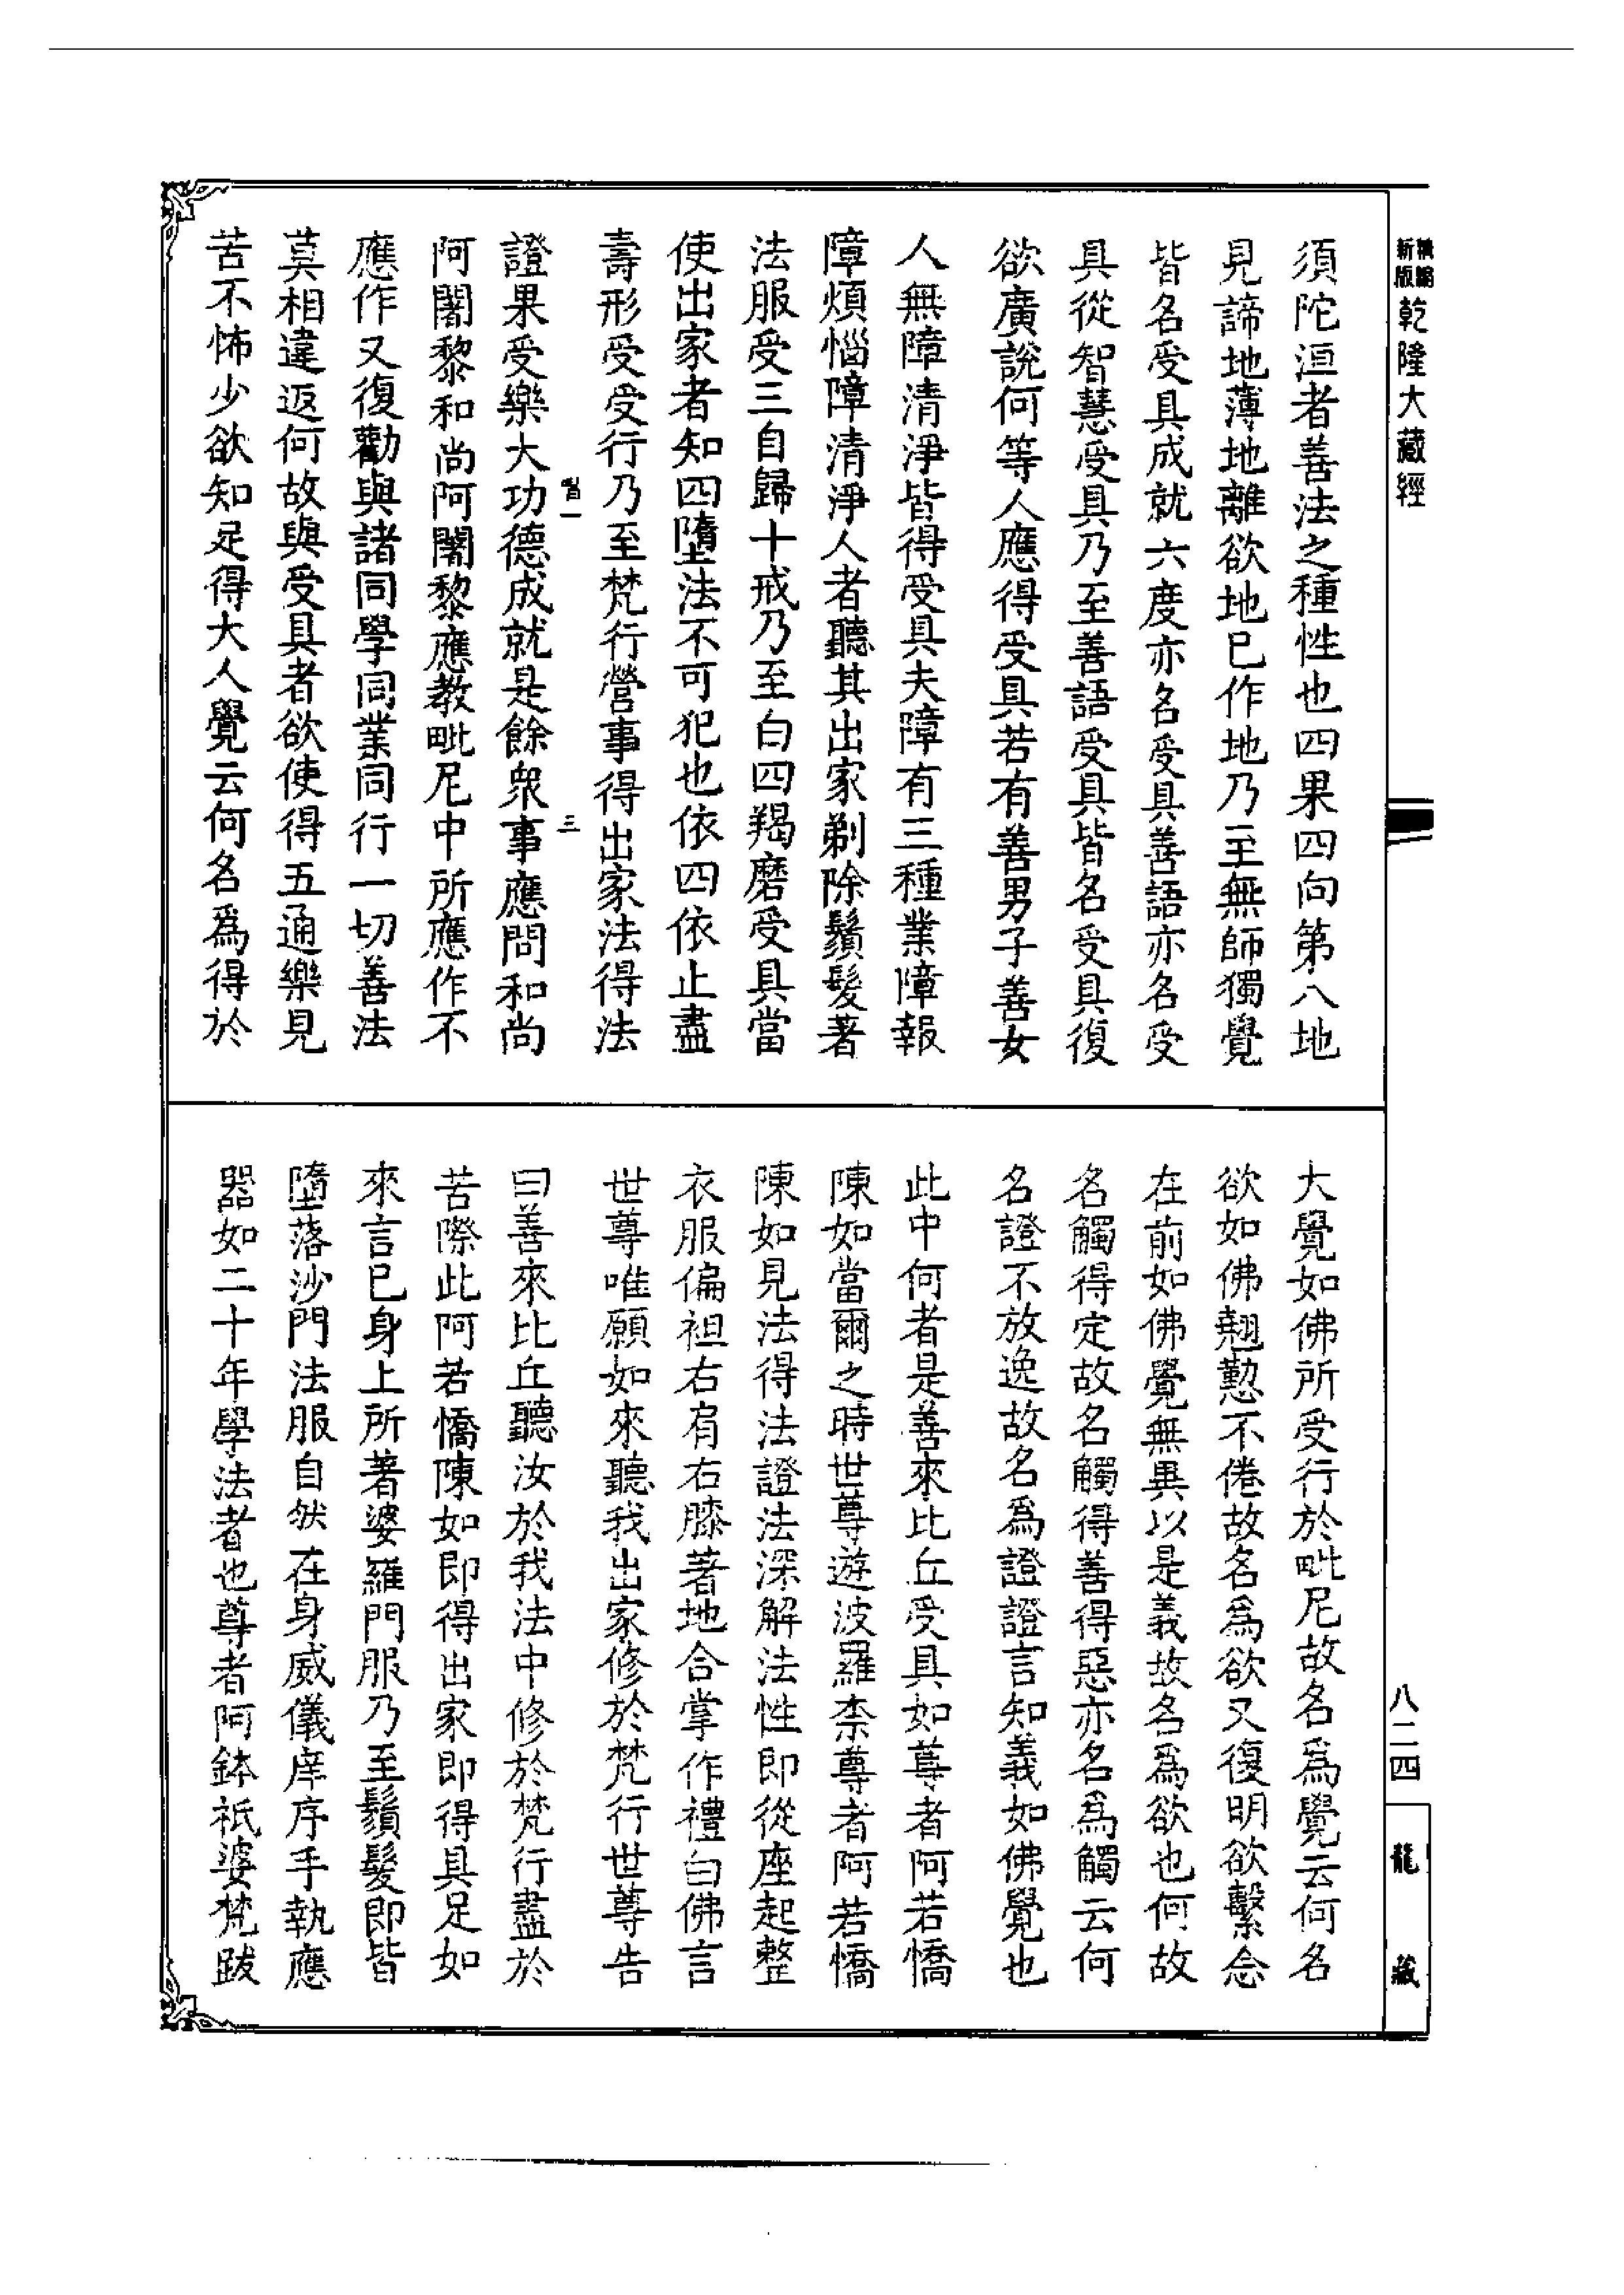 精縮新版乾隆大藏經
須陀洹者善法之種性也四果四向第八地
見諦地薄地離欲地已作地乃至無師獨覺
皆名受具成就六度亦名受具善語亦名受
具從智慧受具乃至善語受具皆名受具復
欲廣說何等人應得受具若有善男子善女
人無障清淨皆得受具夫障有三種業障報
障煩惱障清淨人者聽其出家剃除鬚髮著
法服受三自歸十戒乃至白四羯磨受具當
使出家者知四墮法不可犯也依四依止盡
壽形受受行乃至梵行營事得出家法得法
三
證果受樂大功德成就是餘衆事應問和尚
阿闍黎和尚阿闍黎應教毗尼中所應作不
應作又復勸與諸同學同業同行一切善法
莫相違返何故與受具者欲使得五通樂見
苦不怖少欲知足得大人覺云何名爲得於
大覺如佛所受行於毗尼故名爲覺云何名
欲如佛翹懃不倦故名爲欲又復明欲繫念
在前如佛覺無異以是義故名爲欲也何故
名觸得定故名觸得善得惡亦名爲觸云何
名證不放逸故名爲證證言知義如佛覺也
此中何者是善來比丘受具如尊者阿若憍
陳如當爾之時世尊遊波羅柰尊者阿若憍
陳如見法得法證法深解法性即從座起整
衣服偏袒右肩右膝著地合掌作禮白佛言
世尊唯願如來聽我出家修於梵行世尊告
曰善來比丘聽汝於我法中修於梵行盡於
苦際此阿若憍陳如即得出家即得具足如
來言已身上所著婆羅門服乃至鬚髮即皆
墮落沙門法服自然在身威儀庠序手執應
器如二十年學法者也尊者阿鉢祇婆梵跋
八二四
龍藏